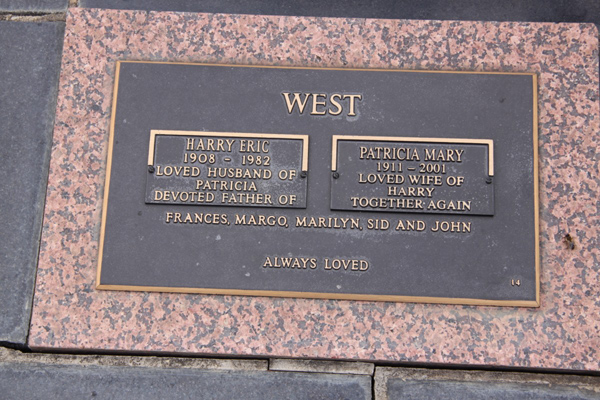 WEST
HARRY ERIC
1908 - 1982
LOVED HUSBAND OF
PATRICIA
DEVOTED FATHER OF
PATRICIA MARY
1911 - 2001
LOVED WIFE OF
HARRY
TOGETHER AGAIN
FRANCES, MARGO, MARILYN, SID AND JOHN
ALWAYS LOVED
14